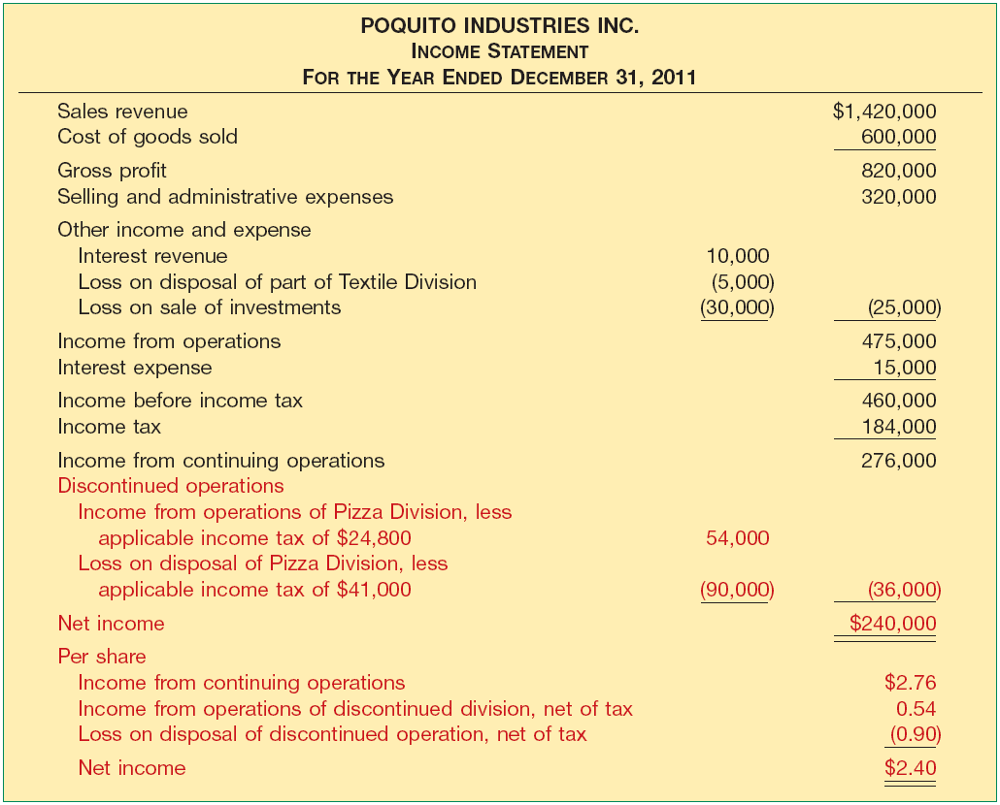 POQUITO INDUSTRIES INC.
INCOME STATEMENT
FOR THE YEAR ENDED DECEMBER 31, 2011
Sales revenue $1,420,000
Cost of goods sold 600,000
Gross profit 820,000
Selling and administrative expenses 320,000
Other income and expense
Interest revenue 10,000
Loss on disposal of part of Textile Division (5,000)
Loss on sale of investments (30,000) (25,000)
Income from operations 475,000
Interest expense 15,000
Income before income tax 460,000
Income tax 184,000
Income from continuing operations 276,000
Discontinued operations
Income from operations of Pizza Division, less
applicable income tax of $24,800 54,000
Loss on disposal of Pizza Division, less
applicable income tax of $41,000 (90,000) (36,000)
Net income $240,000
Per share
Income from continuing operations $2.76
Income from operations of discontinued division, net of tax 0.54
Loss on disposal of discontinued operation, net of tax (0.90)
Net income $2.40